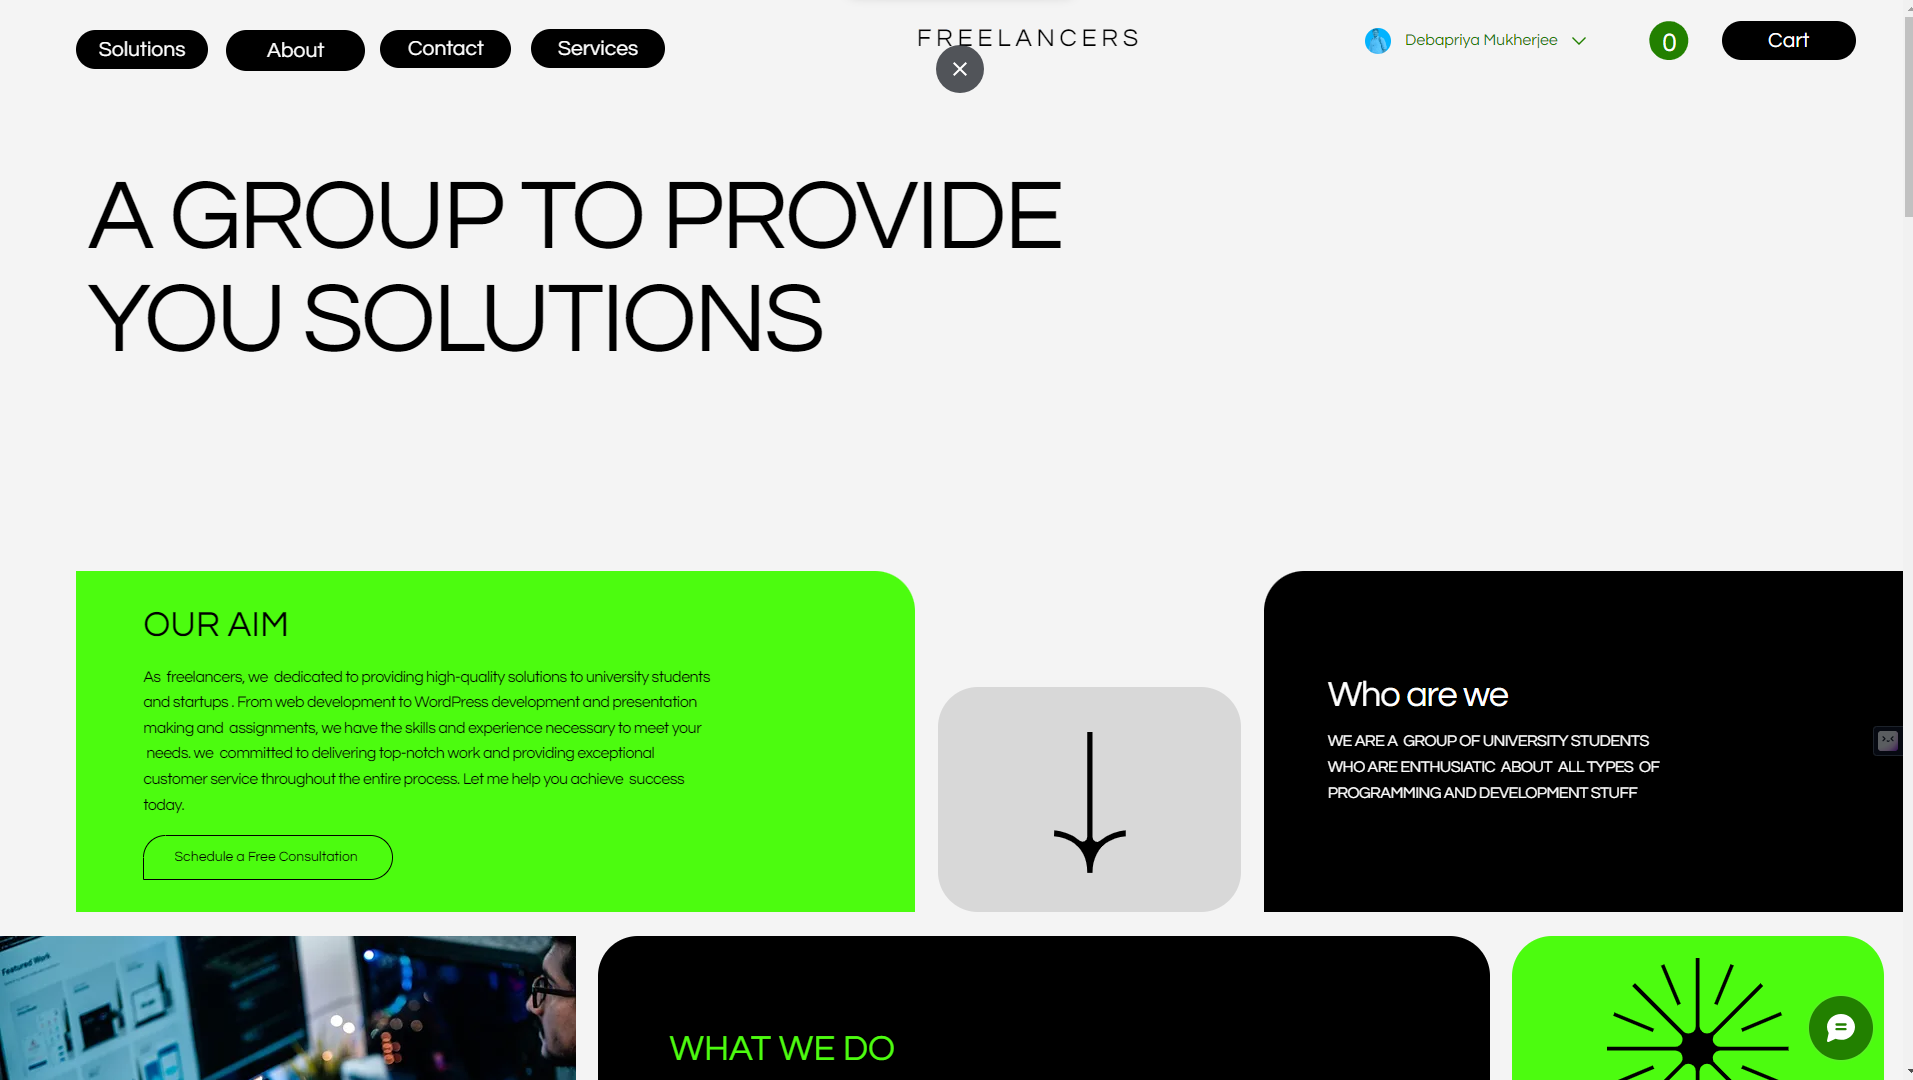 Solutions
About
Contact
Services
FREELANCERS
Debapriya Mukherjee
0
Cart
A GROUP TO PROVIDE
YOU SOLUTIONS
OUR AIM
As freelancers, we dedicated to providing high-quality solutions to university students
and startups . From web development to WordPress development and presentation
making and assignments, we have the skills and experience necessary to meet your
needs. we committed to delivering top-notch work and providing exceptional
customer service throughout the entire process. Let me help you achieve success
today.
Schedule a Free Consultation
Who are we
WE ARE A GROUP OF UNIVERSITY STUDENTS
WHO ARE ENTHUSIATIC ABOUT ALL TYPES OF
PROGRAMMING AND DEVELOPMENT STUFF
Featured Work
WHAT WE DO